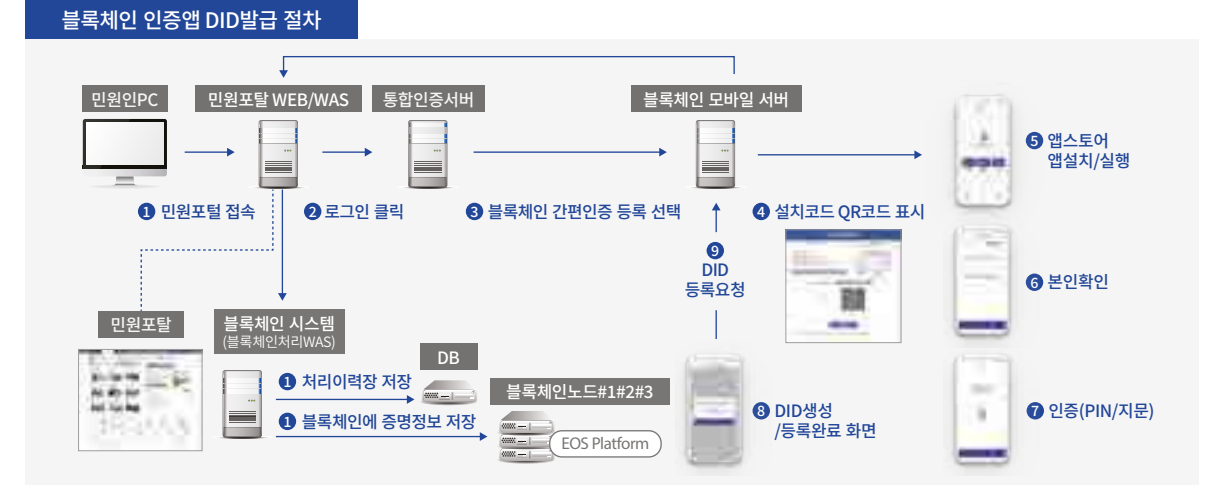 블록체인 인증앱 DID발급 절차
민원인PC
민원포탈 WEB/WAS
통합인증서버
블록체인 모바일 서버
❶ 민원포털 접속
❷ 로그인 클릭
❸ 블록체인 간편인증 등록 선택
❹ 설치코드 QR코드 표시
❺ 앱스토어
앱설치/실행
❻ 본인확인
❼ 인증(PIN/지문)
❽ DID생성
/등록완료 화면
❾
DID
등록요청
민원포탈
블록체인 시스템
(블록체인처리WAS)
❶ 처리이력장 저장
DB
❶ 블록체인에 증명정보 저장
블록체인노드#1#2#3
EOS Platform